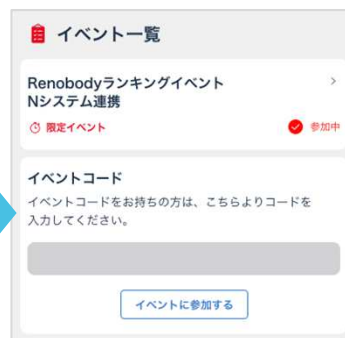 イベント一覧
Renobodyランキングイベント
Nシステム連携
限定イベント
参加中
イベントコード
イベントコードをお持ちの方は、こちらよりコードを
入力してください。
イベントに参加する